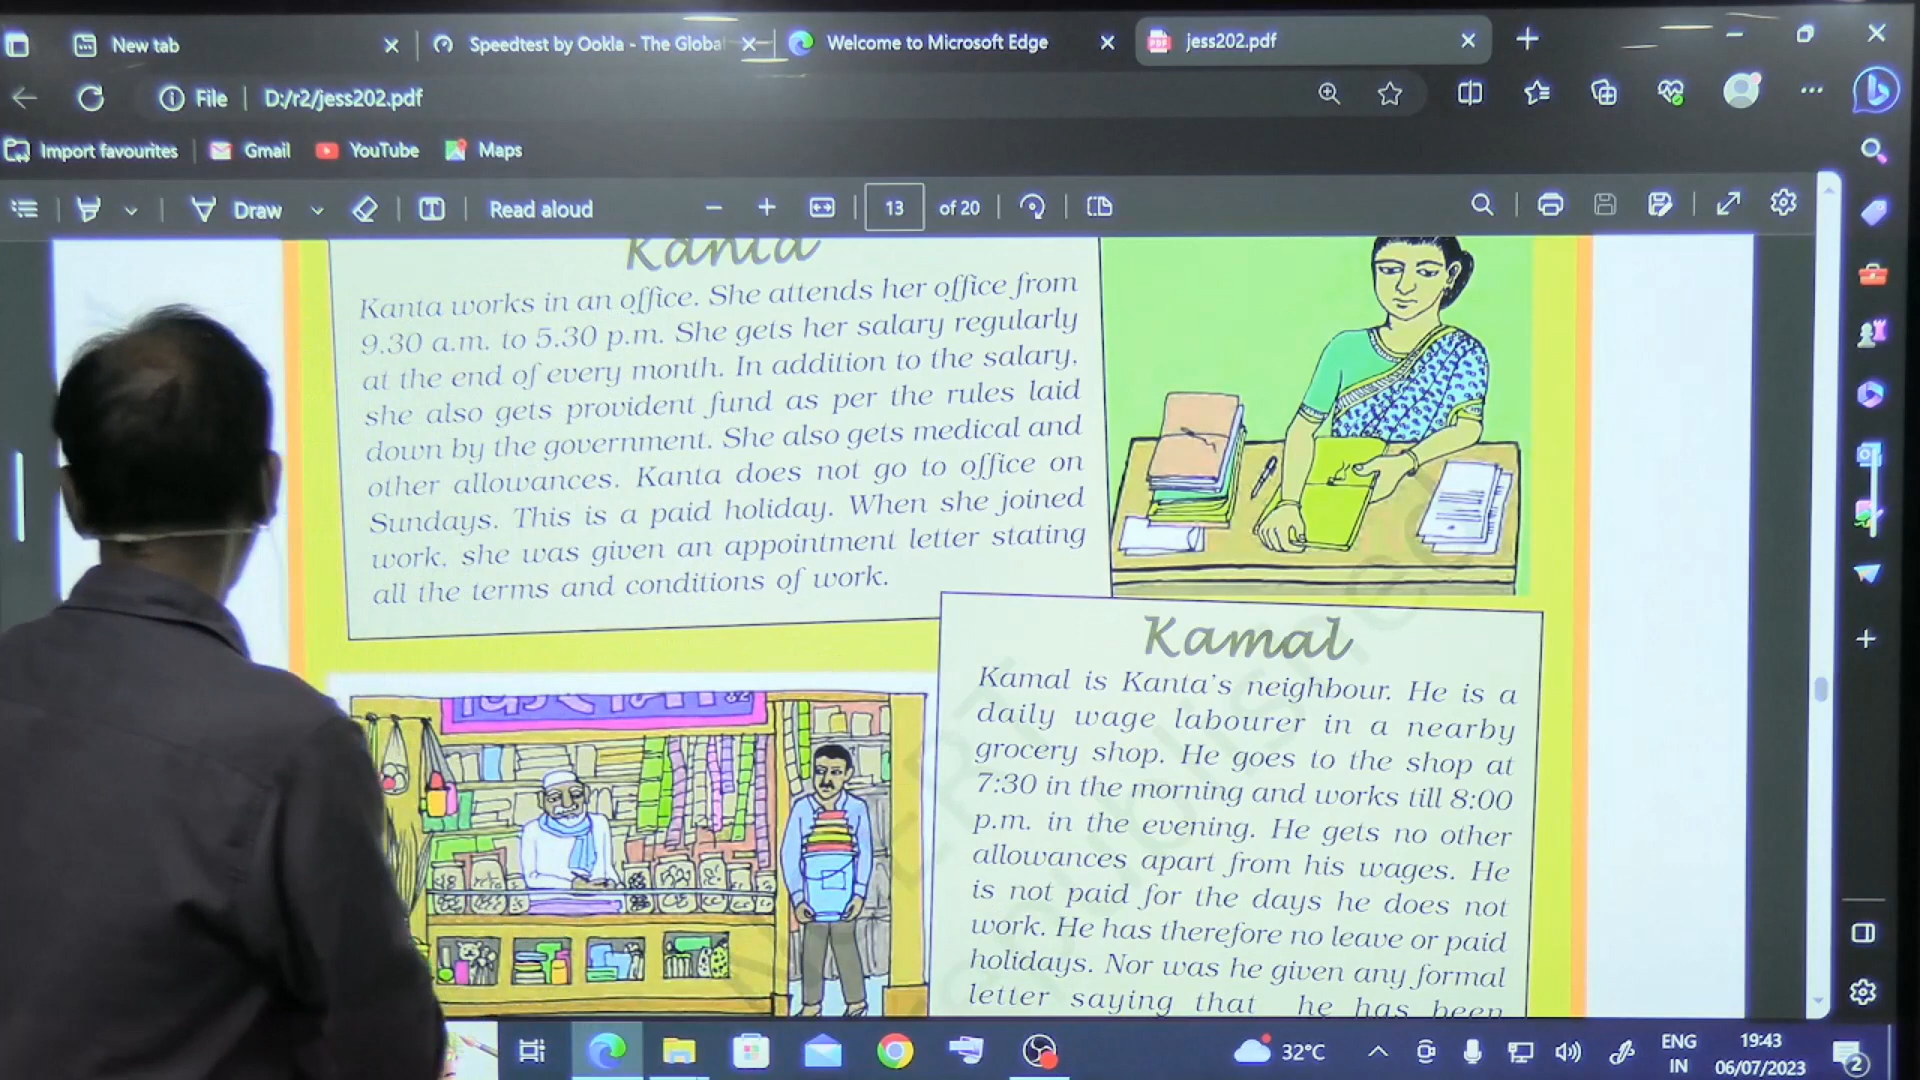 New tab
Speedtest by Ookla - The Global
Welcome to Microsoft Edge
jess202.pdf
File
D:/r2/jess202.pdf
Import favourites
Gmail
YouTube
Maps
Draw
Read aloud
13
of 20
Kanta
Kanta works in an office. She attends her office from
9.30 a.m. to 5.30 p.m. She gets her salary regularly
at the end of every month. In addition to the salary,
she also gets provident fund as per the rules laid
down by the government. She also gets medical and
other allowances. Kanta does not go to office on
Sundays. This is a paid holiday. When she joined
work, she was given an appointment letter stating
all the terms and conditions of work.
Kamal
Kamal is Kanta's neighbour. He is a
daily wage labourer in a nearby
grocery shop. He goes to the shop at
7:30 in the morning and works till 8:00
p.m. in the evening. He gets no other
allowances apart from his wages. He
is not paid for the days he does not
work. He has therefore no leave or paid
holidays. Nor was he given any formal
letter saying that he has been
32°C
ENG
IN
19:43
06/07/2023
2